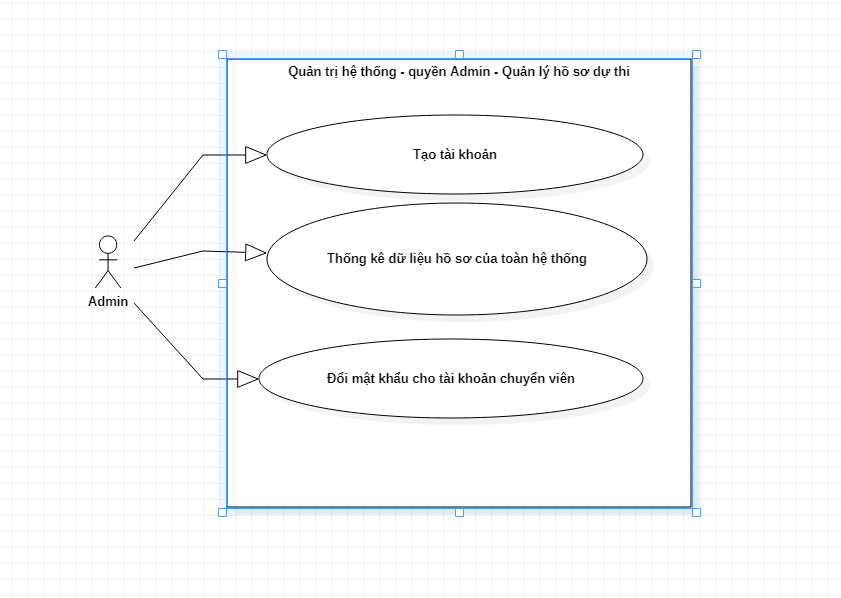 Quản trị hệ thống - quyền Admin - Quản lý hồ sơ dự thi
Tạo tài khoản
Thống kê dữ liệu hồ sơ của toàn hệ thống
Admin
Đổi mật khẩu cho tài khoản chuyển viên